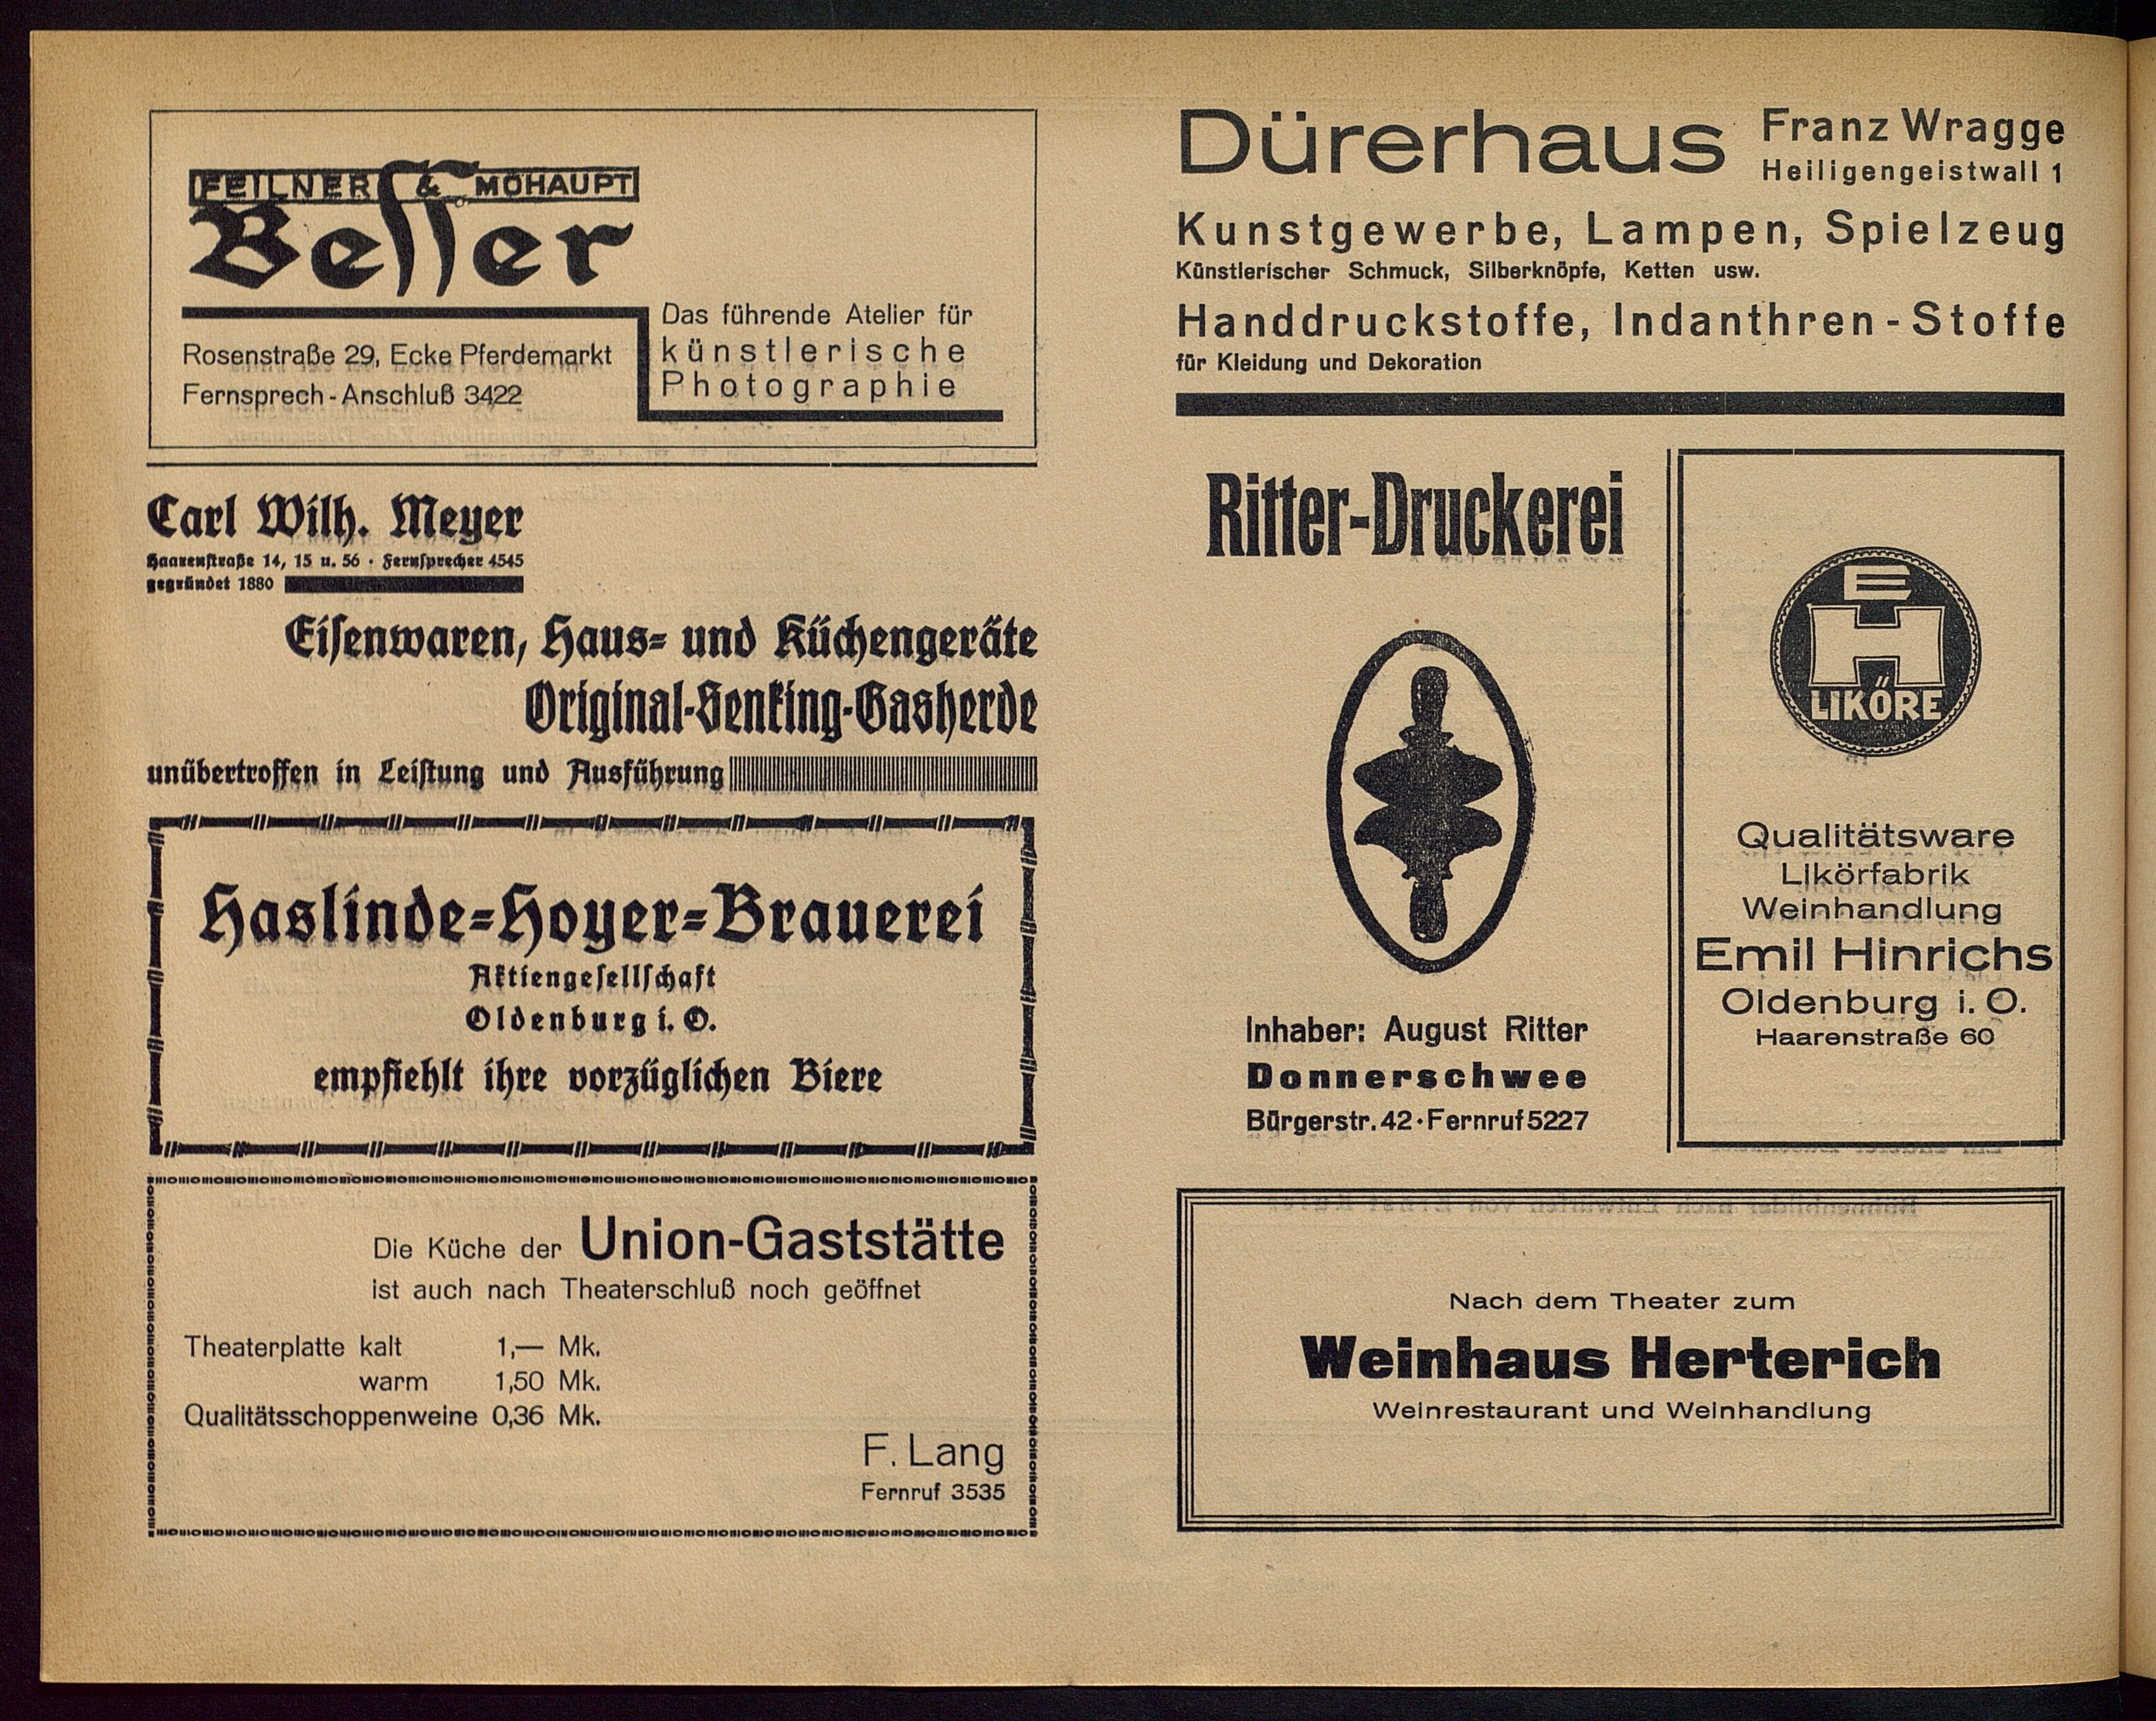 FEILNER & MOHAUPT
Besser
Das führende Atelier für
künstlerische
Photographie
Rosenstraße 29, Ecke Pferdemarkt
Fernsprech-Anschluß 3422
Carl Wilh. Meyer
Haarenstraße 14, 15 u. 56 · Fernsprecher 4545
gegründet 1880
Eisenwaren, Haus- und Küchengeräte
Original-Senking-Gasherde
unübertroffen in Leistung und Ausführung
Haslinde-Hoyer-Brauerei
Aktiengesellschaft
Oldenburg i. O.
empfiehlt ihre vorzüglichen Biere
Die Küche der Union-Gaststätte
ist auch nach Theaterschluß noch geöffnet
Theaterplatte kalt 1,— Mk.
warm 1,50 Mk.
Qualitätsschoppenweine 0,36 Mk.
F. Lang
Fernruf 3535
Dürerhaus Franz Wragge
Heiligengeistwall 1
Kunstgewerbe, Lampen, Spielzeug
Künstlerischer Schmuck, Silberknöpfe, Ketten usw.
Handdruckstoffe, Indanthren-Stoffe
für Kleidung und Dekoration
Ritter-Druckerei
Inhaber: August Ritter
Donnerschwee
Bürgerstr. 42 · Fernruf 5227
E
H
LIKÖRE
Qualitätsware
Likörfabrik
Weinhandlung
Emil Hinrichs
Oldenburg i. O.
Haarenstraße 60
Nach dem Theater zum
Weinhaus Herterich
Weinrestaurant und Weinhandlung